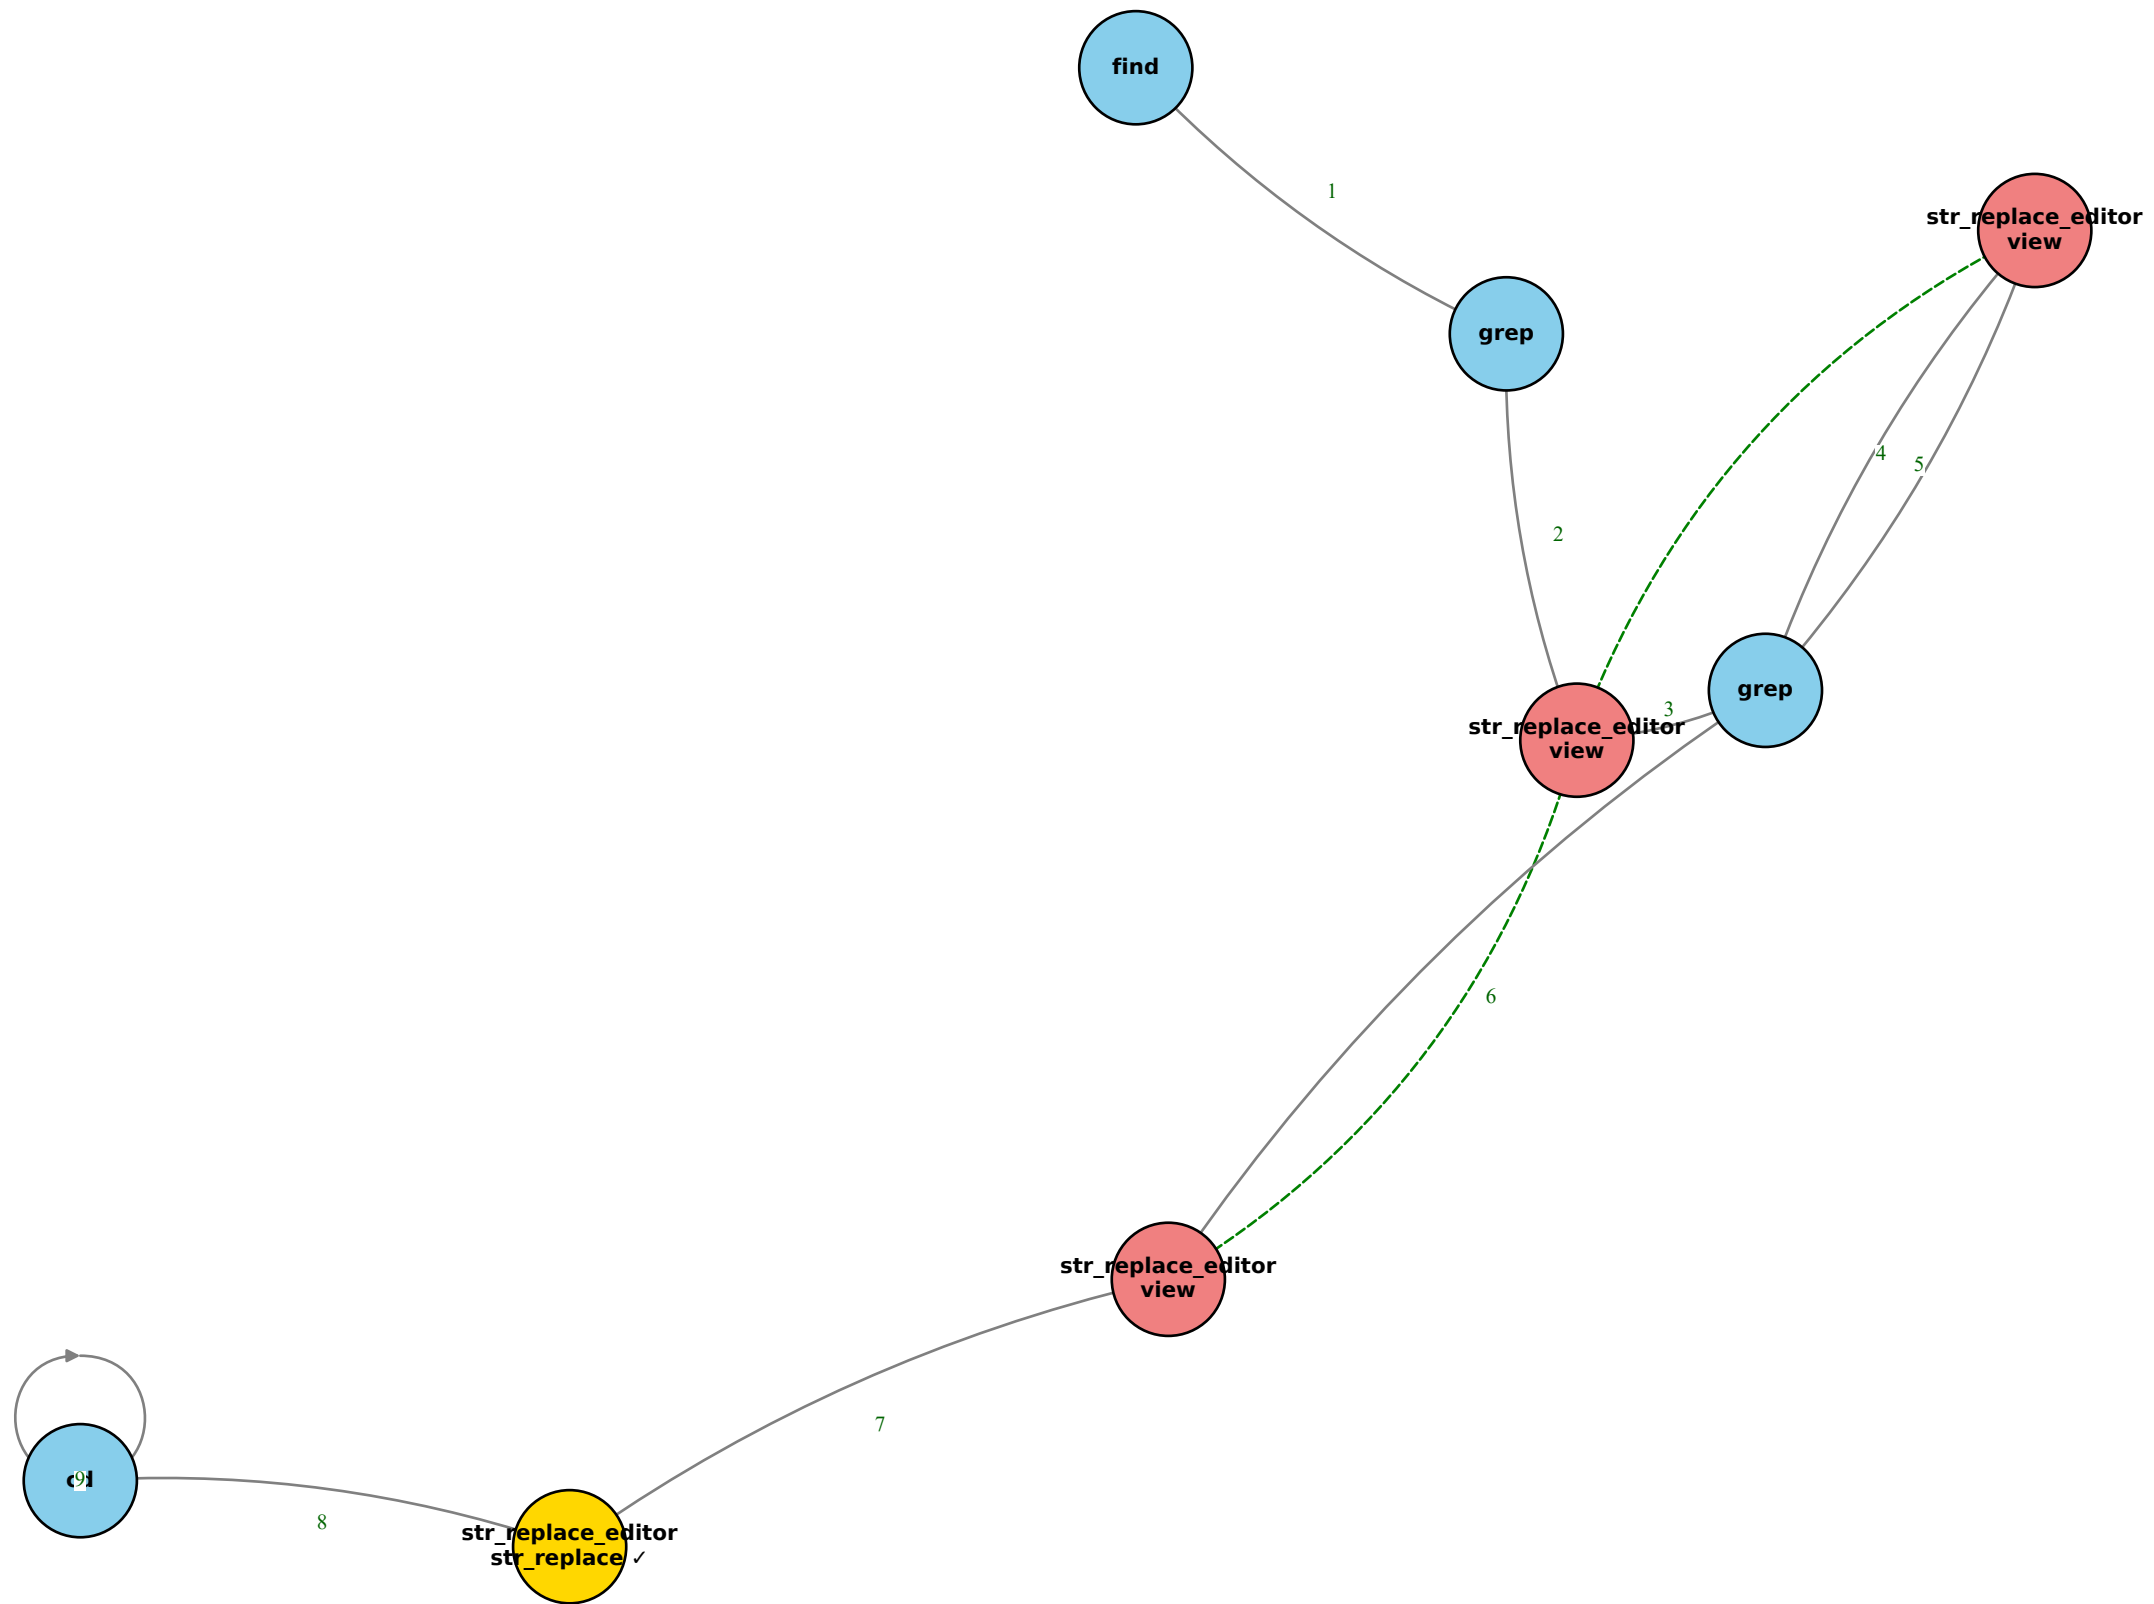 find
1
str_replace_editor
view
grep
4
5
2
grep
3
str_replace_editor
view
6
str_replace_editor
view
7
9
8
str_replace_editor
str_replace ✓